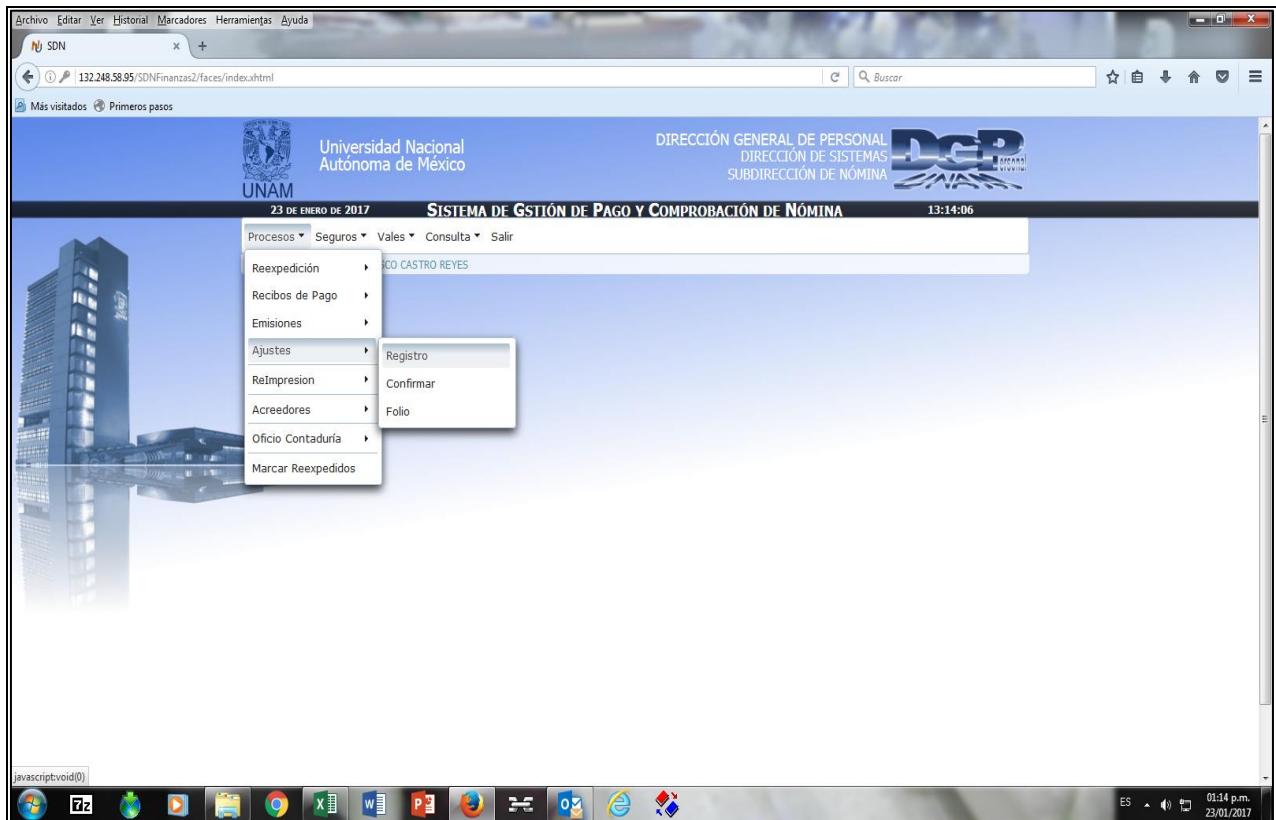 Archivo Editar Ver Historial Marcadores Herramientas Ayuda
SDN
132.248.58.95/SDNFinanzas2/faces/index.xhtml
Buscar
Más visitados Primeros pasos
UNAM
Universidad Nacional
Autónoma de México
DIRECCIÓN GENERAL DE PERSONAL
DIRECCIÓN DE SISTEMAS
SUBDIRECCIÓN DE NÓMINA
DGP
Personal
UNAM
23 DE ENERO DE 2017 SISTEMA DE GSTIÓN DE PAGO Y COMPROBACIÓN DE NÓMINA 13:14:06
Procesos Seguros Vales Consulta Salir
CASTRO REYES
Reexpedición
Recibos de Pago
Emisiones
Ajustes
ReImpresion
Acreedores
Oficio Contaduría
Marcar Reexpedidos
Registro
Confirmar
Folio
javascript:void(0)
7z
ES
01:14 p.m.
23/01/2017